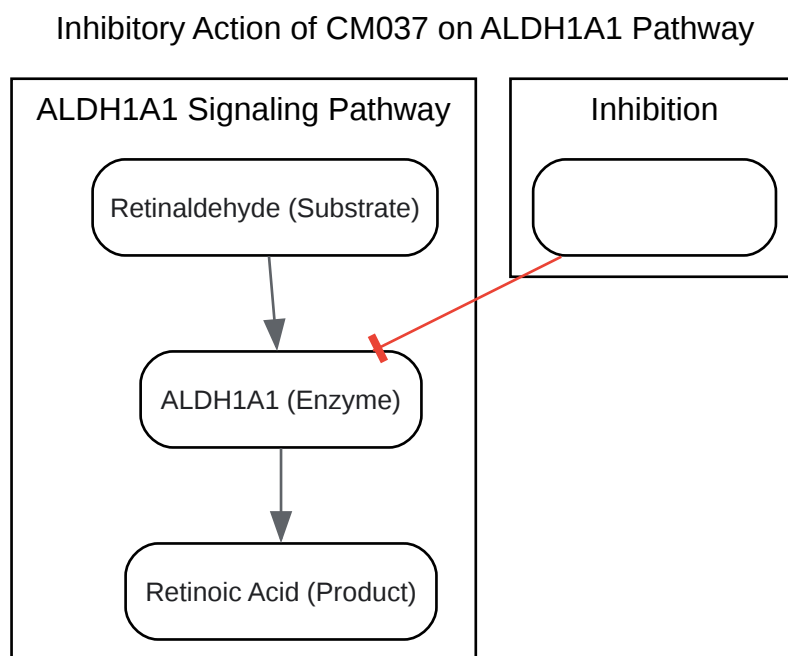 Inhibitory Action of CM037 on ALDH1A1 Pathway
ALDH1A1 Signaling Pathway
Inhibition
Retinaldehyde (Substrate)
ALDH1A1 (Enzyme)
Retinoic Acid (Product)